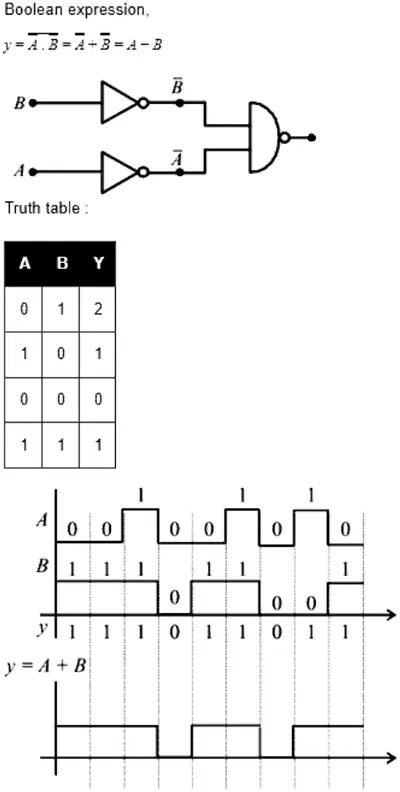 Boolean expression,
y = A̅ . B̅ = A̅ + B̅ = A − B
B B̅
A A̅
Truth table :
A B Y
0 1 2
1 0 1
0 0 0
1 1 1
1 1 1
A 0 0 0 0 0 0
B 1 1 1 1 1 1
0 0 0
y 1 1 1 0 1 1 0 1 1
y = A + B